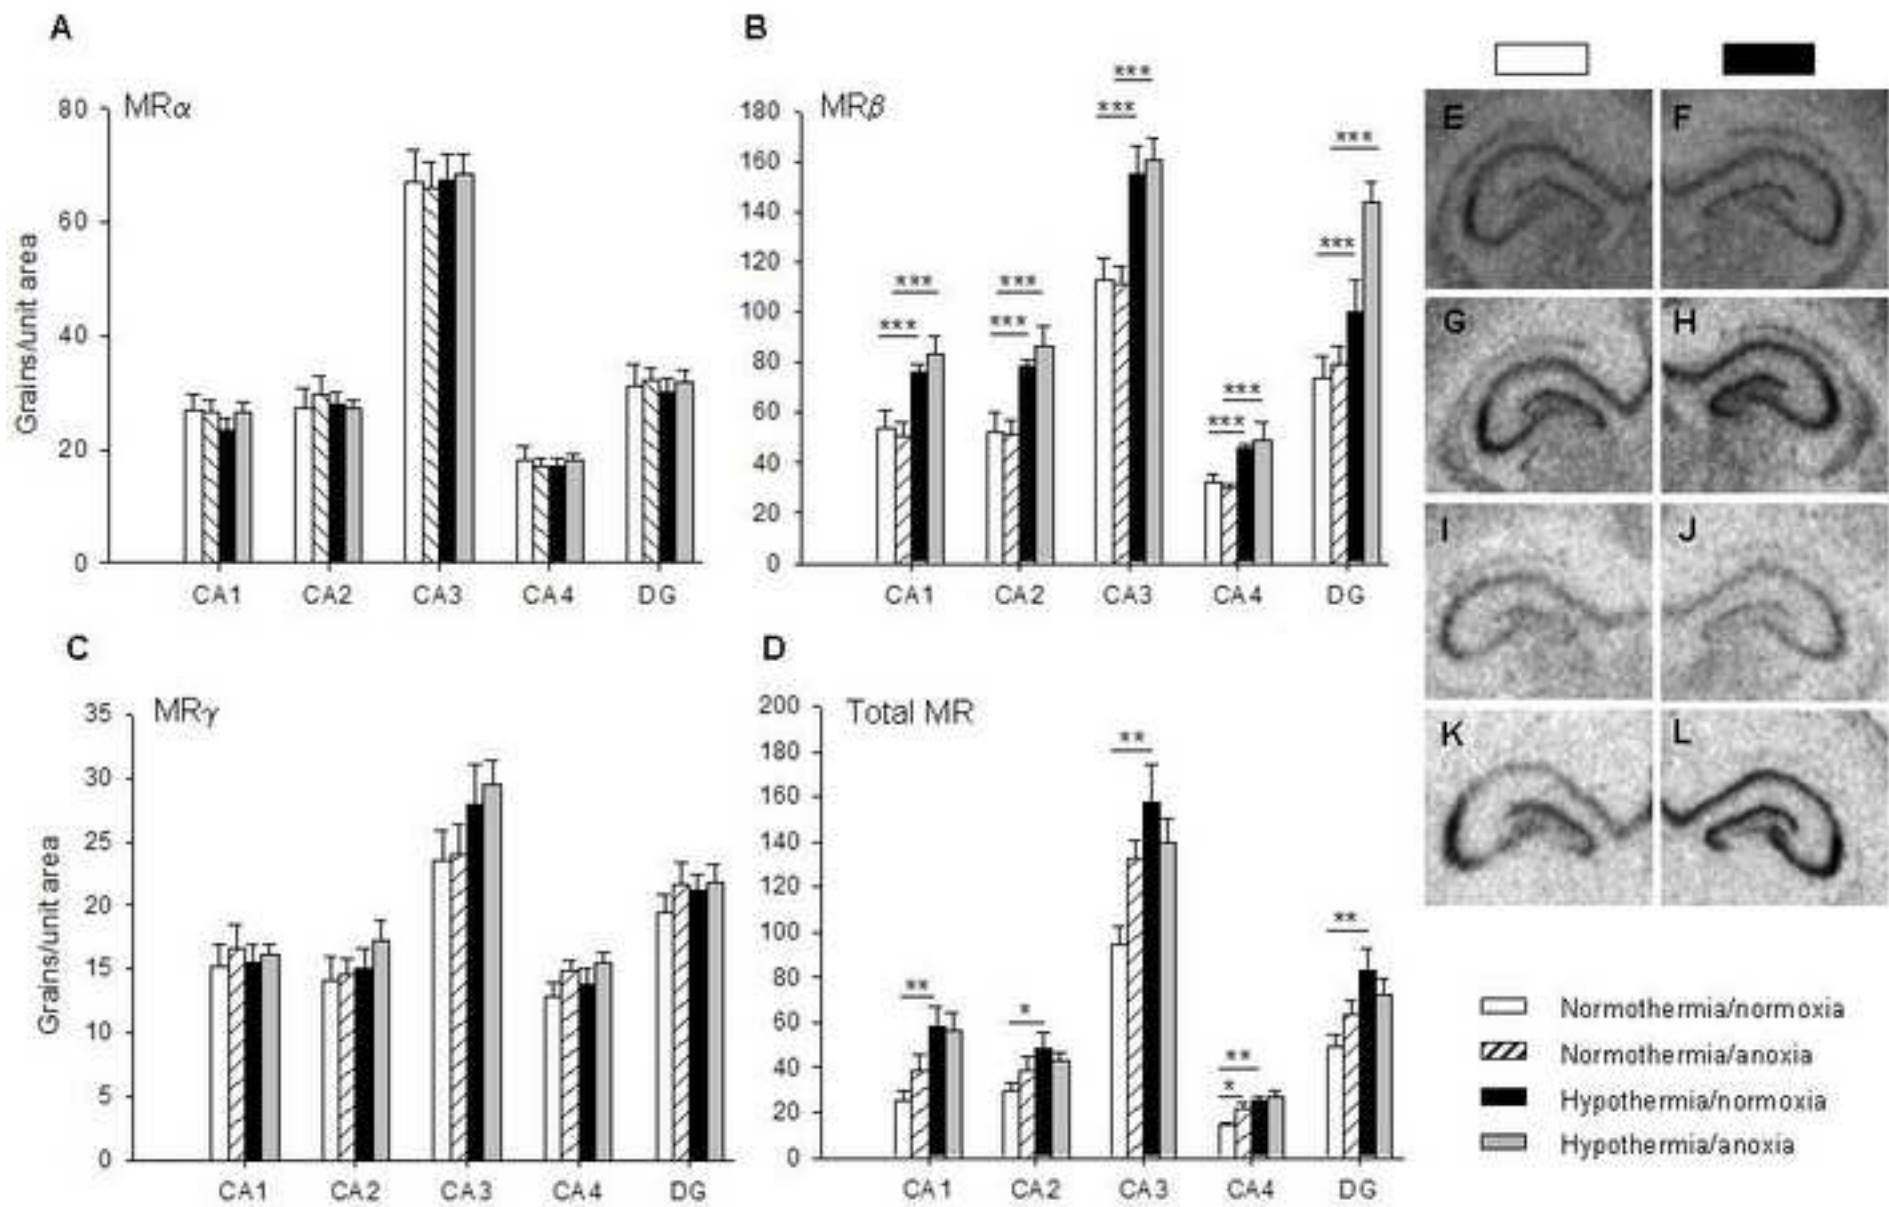 A
MRα
80
60
40
20
0
Grains/unit area
CA1 CA2 CA3 CA4 DG
B
MRβ
180
160
140
120
100
80
60
40
20
0
*** *** *** *** *** *** *** *** *** ***
CA1 CA2 CA3 CA4 DG
C
MRγ
35
30
25
20
15
10
5
0
Grains/unit area
CA1 CA2 CA3 CA4 DG
D
Total MR
200
180
160
140
120
100
80
60
40
20
0
** * ** ** * **
CA1 CA2 CA3 CA4 DG
E F
G H
I J
K L
Normothermia/normoxia
Normothermia/anoxia
Hypothermia/normoxia
Hypothermia/anoxia